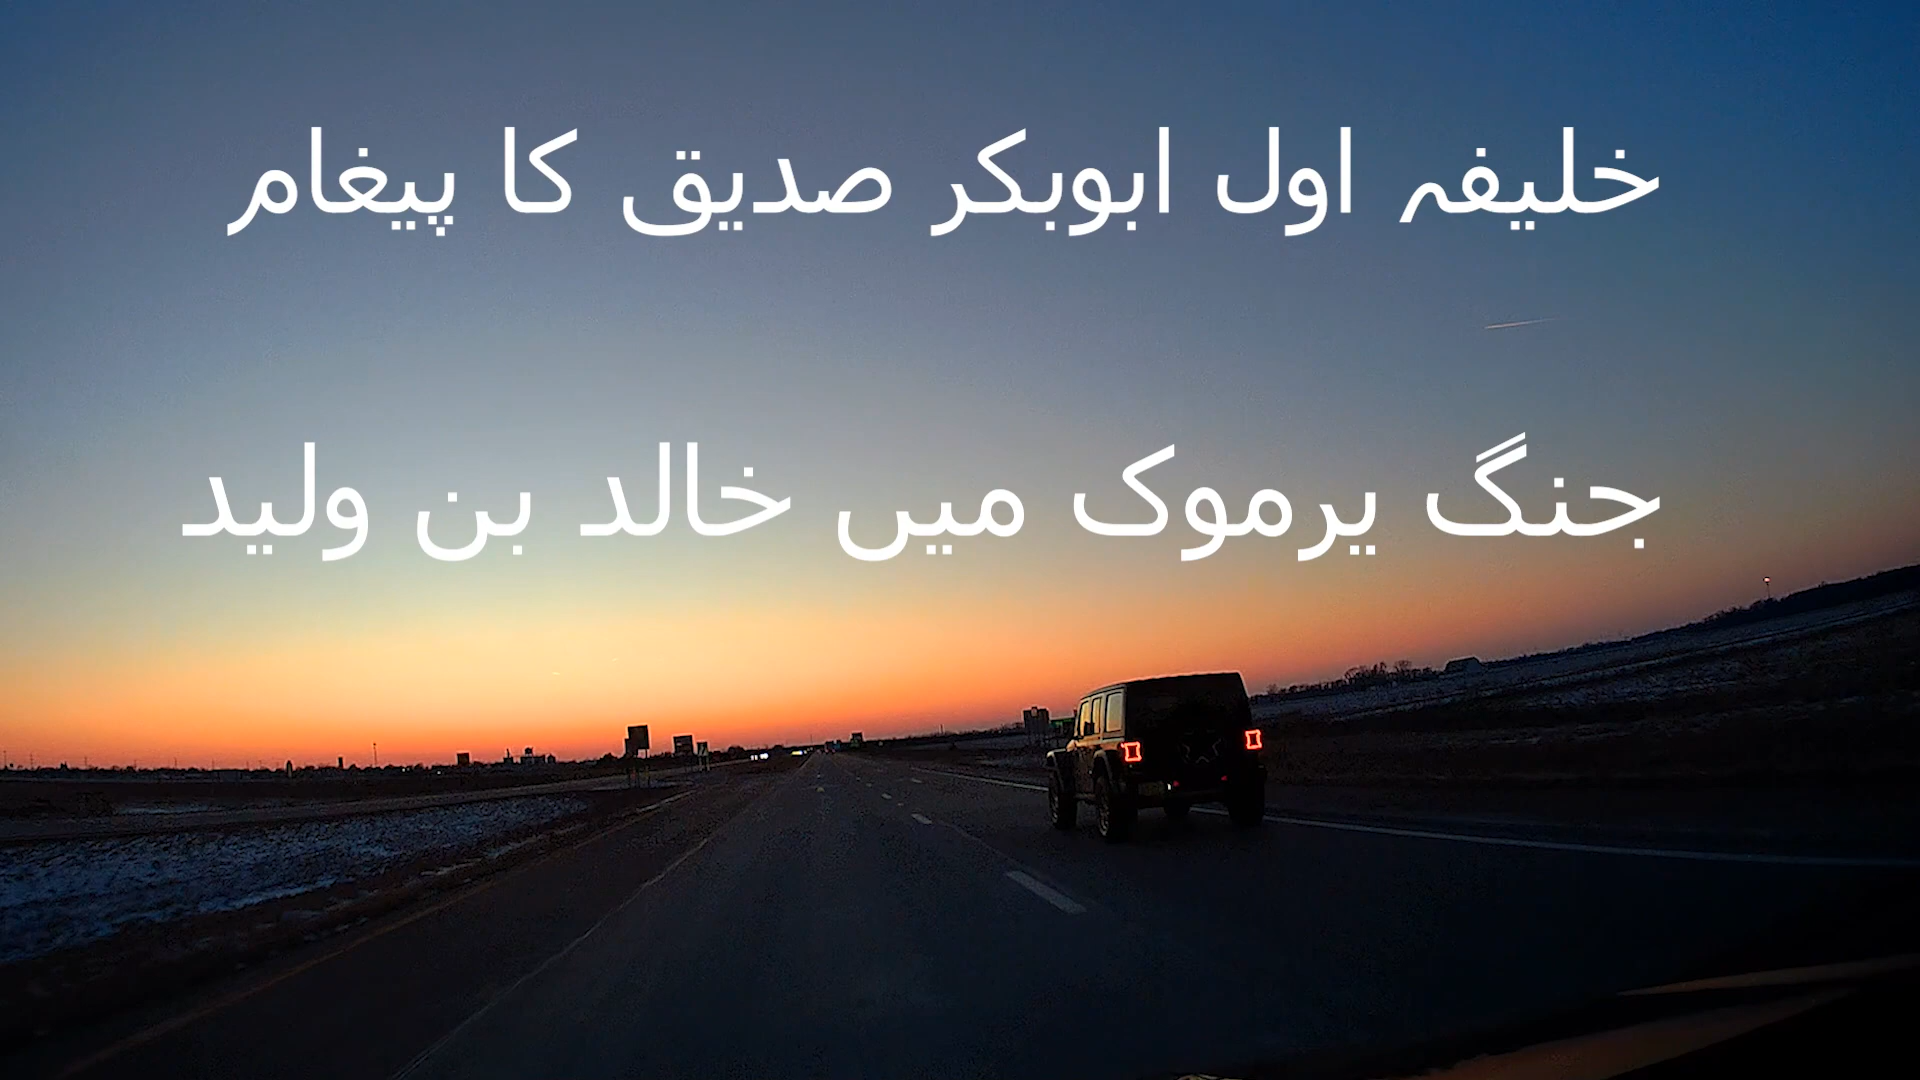 خلیفہ اول ابوبکر صدیق کا پیغام
جنگ یرموک میں خالد بن ولید